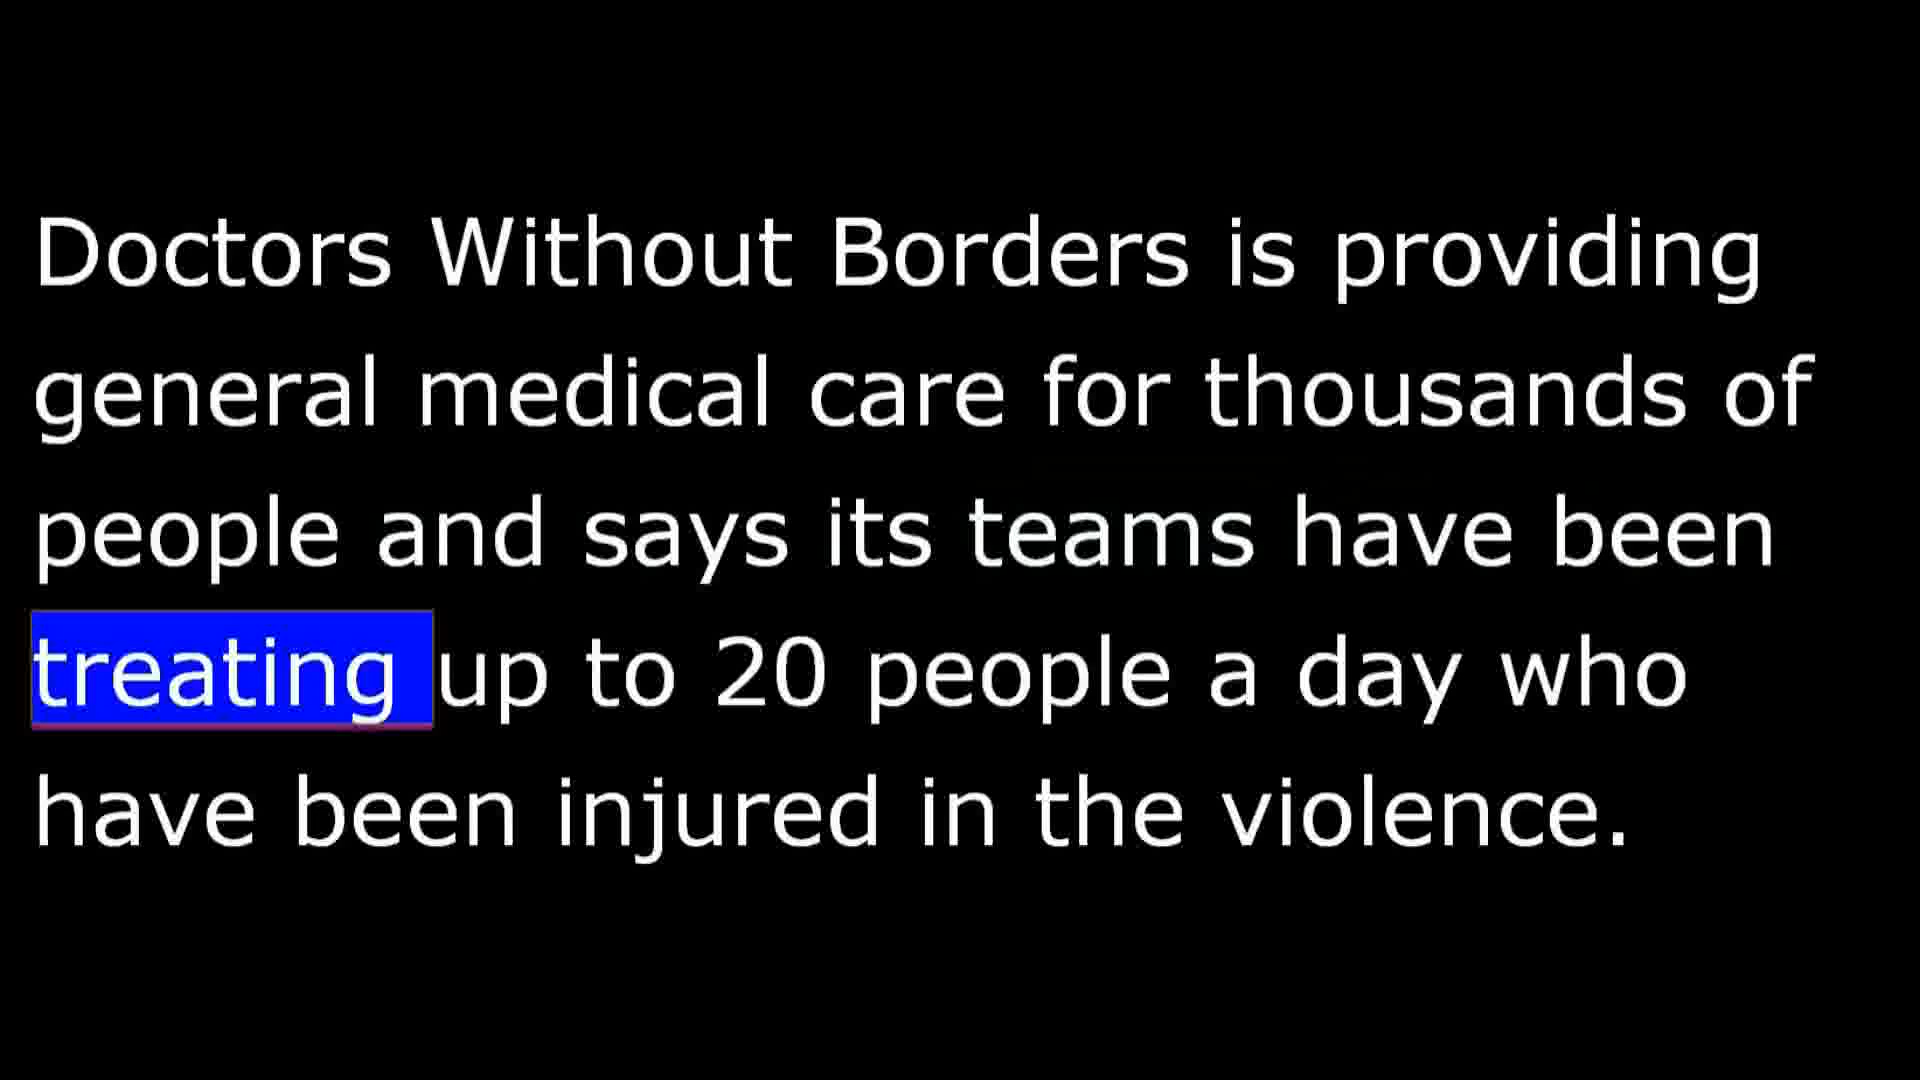 Doctors Without Borders is providing
general medical care for thousands of
people and says its teams have been
treating up to 20 people a day who
have been injured in the violence.